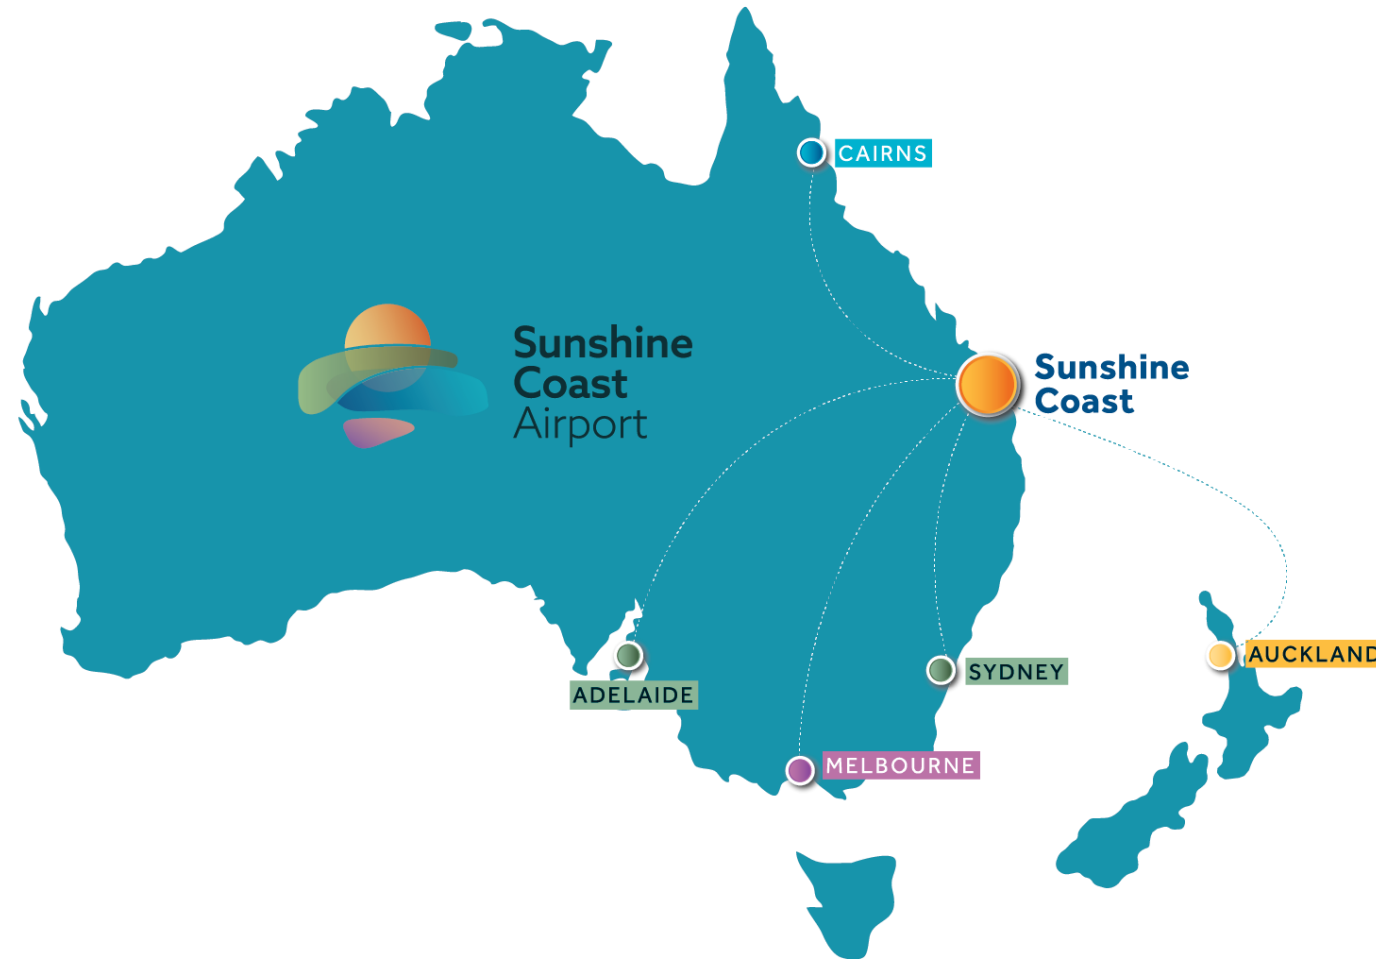 CAIRNS
Sunshine
Coast
Airport
Sunshine
Coast
ADELAIDE
SYDNEY
AUCKLAND
MELBOURNE